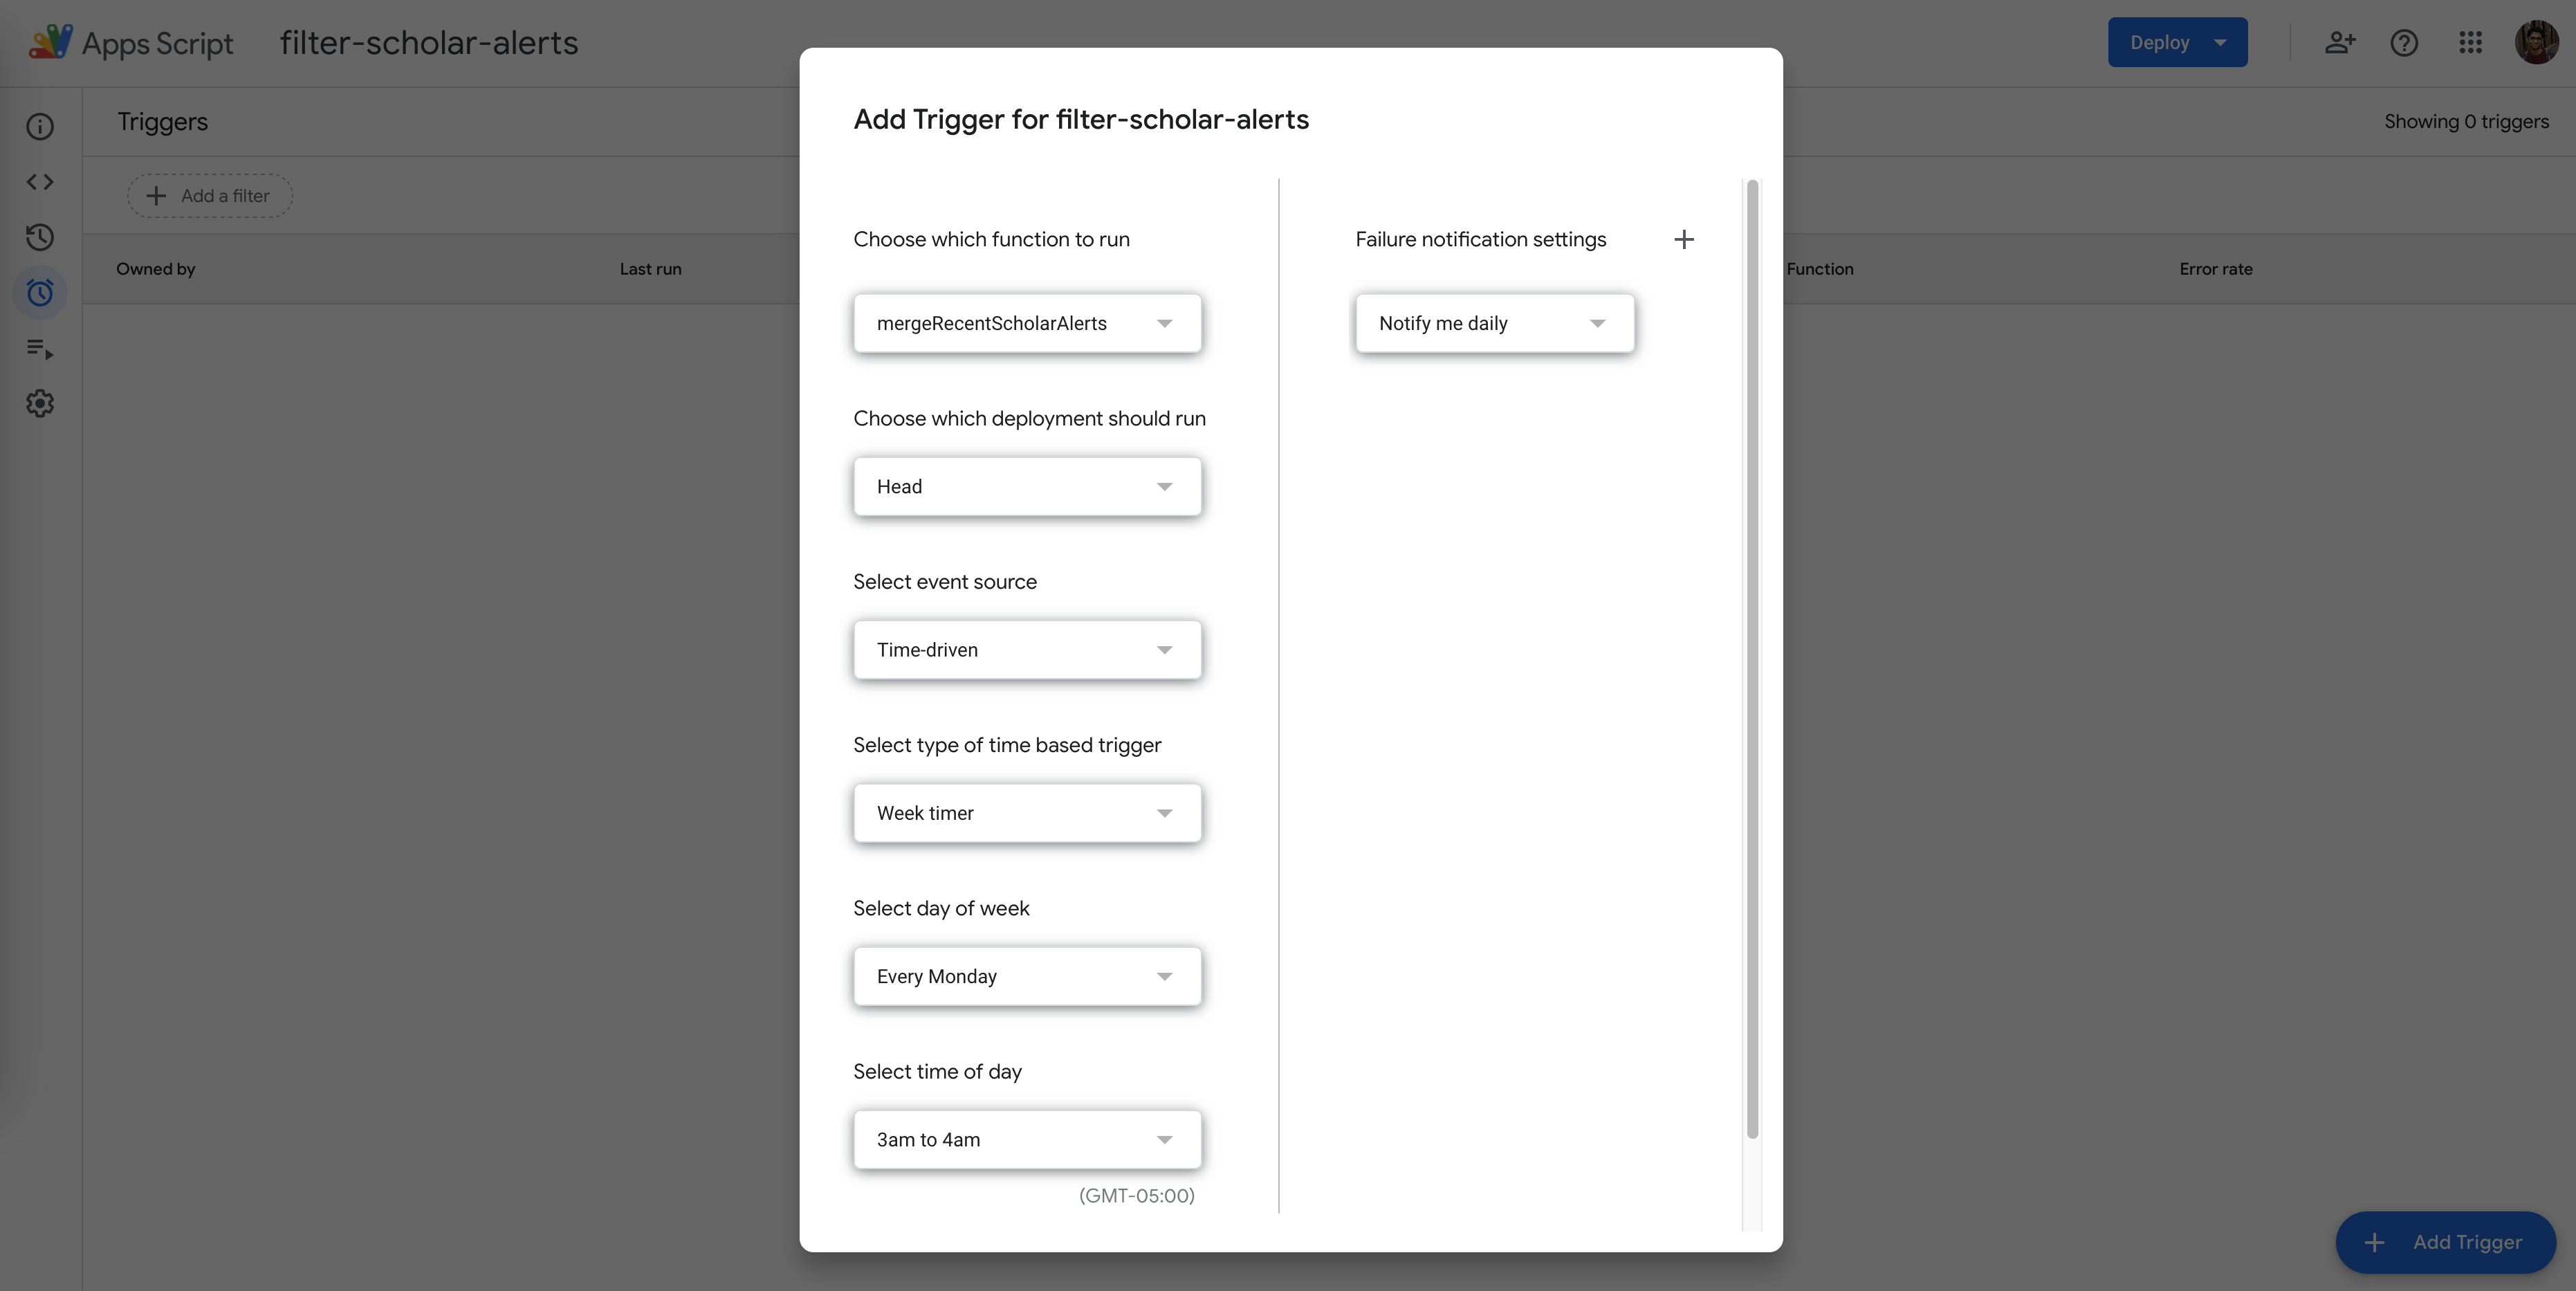 Apps Script filter-scholar-alerts Deploy
Triggers
Showing 0 triggers
Add a filter
Owned by Last run Function Error rate
Add Trigger for filter-scholar-alerts
Choose which function to run
mergeRecentScholarAlerts
Choose which deployment should run
Head
Select event source
Time-driven
Select type of time based trigger
Week timer
Select day of week
Every Monday
Select time of day
3am to 4am
(GMT-05:00)
Failure notification settings
Notify me daily
Add Trigger